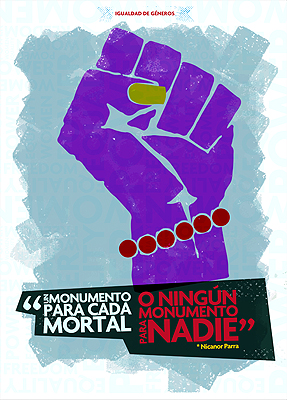 IGUALDAD DE GÉNEROS
“UN MONUMENTO
PARA CADA
MORTAL
O NINGÚN
MONUMENTO
PARA NADIE”
* Nicanor Parra